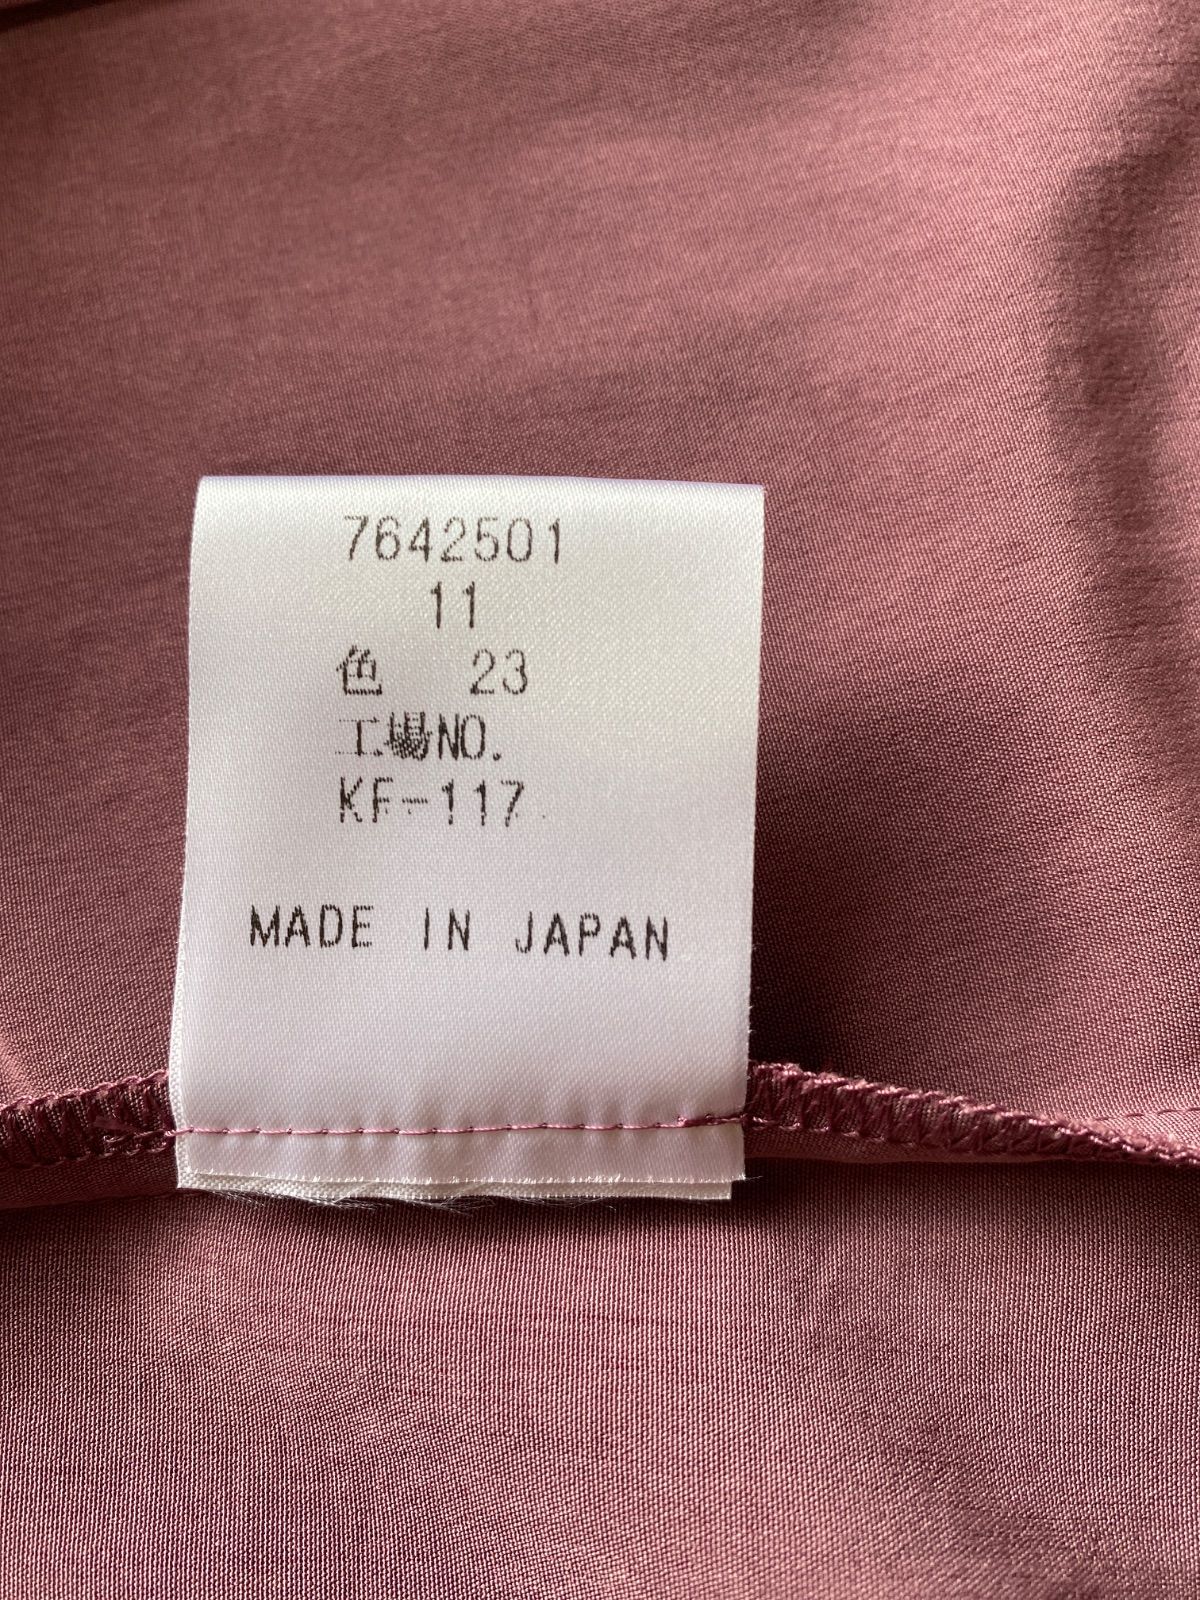 7642501
11
色 23
工場NO.
KF-117
MADE IN JAPAN